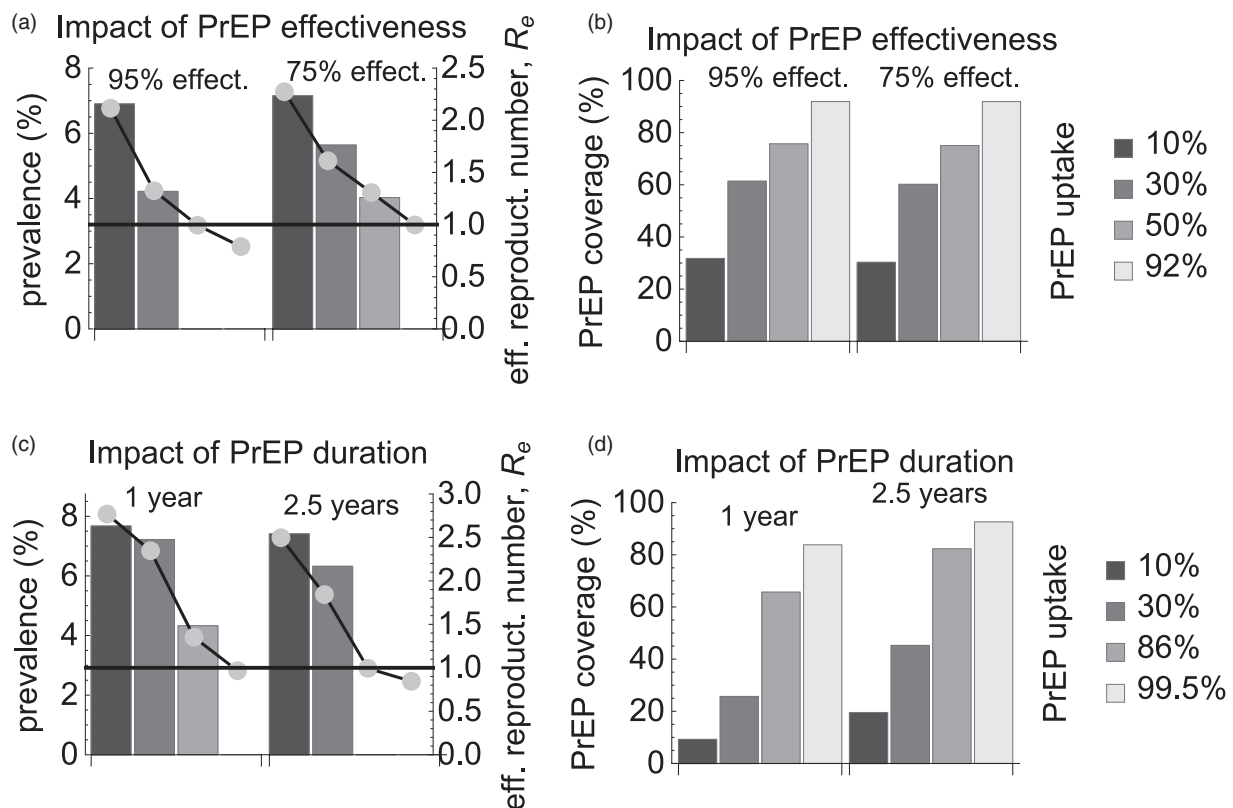 (a)
Impact of PrEP effectiveness
95% effect.
75% effect.
prevalence (%)
8
6
4
2
0
eff. reproduct. number, Re
2.5
2.0
1.5
1.0
0.5
0.0
(b)
Impact of PrEP effectiveness
95% effect.
75% effect.
PrEP coverage (%)
100
80
60
40
20
0
PrEP uptake
10%
30%
50%
92%
(c)
Impact of PrEP duration
1 year
2.5 years
prevalence (%)
8
6
4
2
0
eff. reproduct. number, Re
3.0
2.5
2.0
1.5
1.0
0.5
0.0
(d)
Impact of PrEP duration
1 year
2.5 years
PrEP coverage (%)
100
80
60
40
20
0
PrEP uptake
10%
30%
86%
99.5%